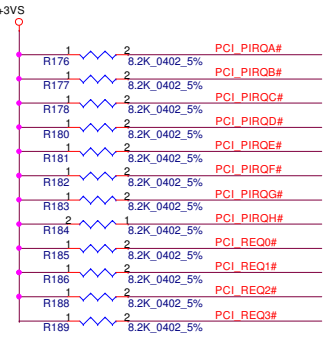 +3VS
1 2 PCI_PIRQA#
R176 8.2K_0402_5%
1 2 PCI_PIRQB#
R177 8.2K_0402_5%
1 2 PCI_PIRQC#
R178 8.2K_0402_5%
1 2 PCI_PIRQD#
R180 8.2K_0402_5%
1 2 PCI_PIRQE#
R181 8.2K_0402_5%
1 2 PCI_PIRQF#
R182 8.2K_0402_5%
1 2 PCI_PIRQG#
R183 8.2K_0402_5%
2 1 PCI_PIRQH#
R184 8.2K_0402_5%
1 2 PCI_REQ0#
R185 8.2K_0402_5%
1 2 PCI_REQ1#
R186 8.2K_0402_5%
1 2 PCI_REQ2#
R188 8.2K_0402_5%
1 2 PCI_REQ3#
R189 8.2K_0402_5%